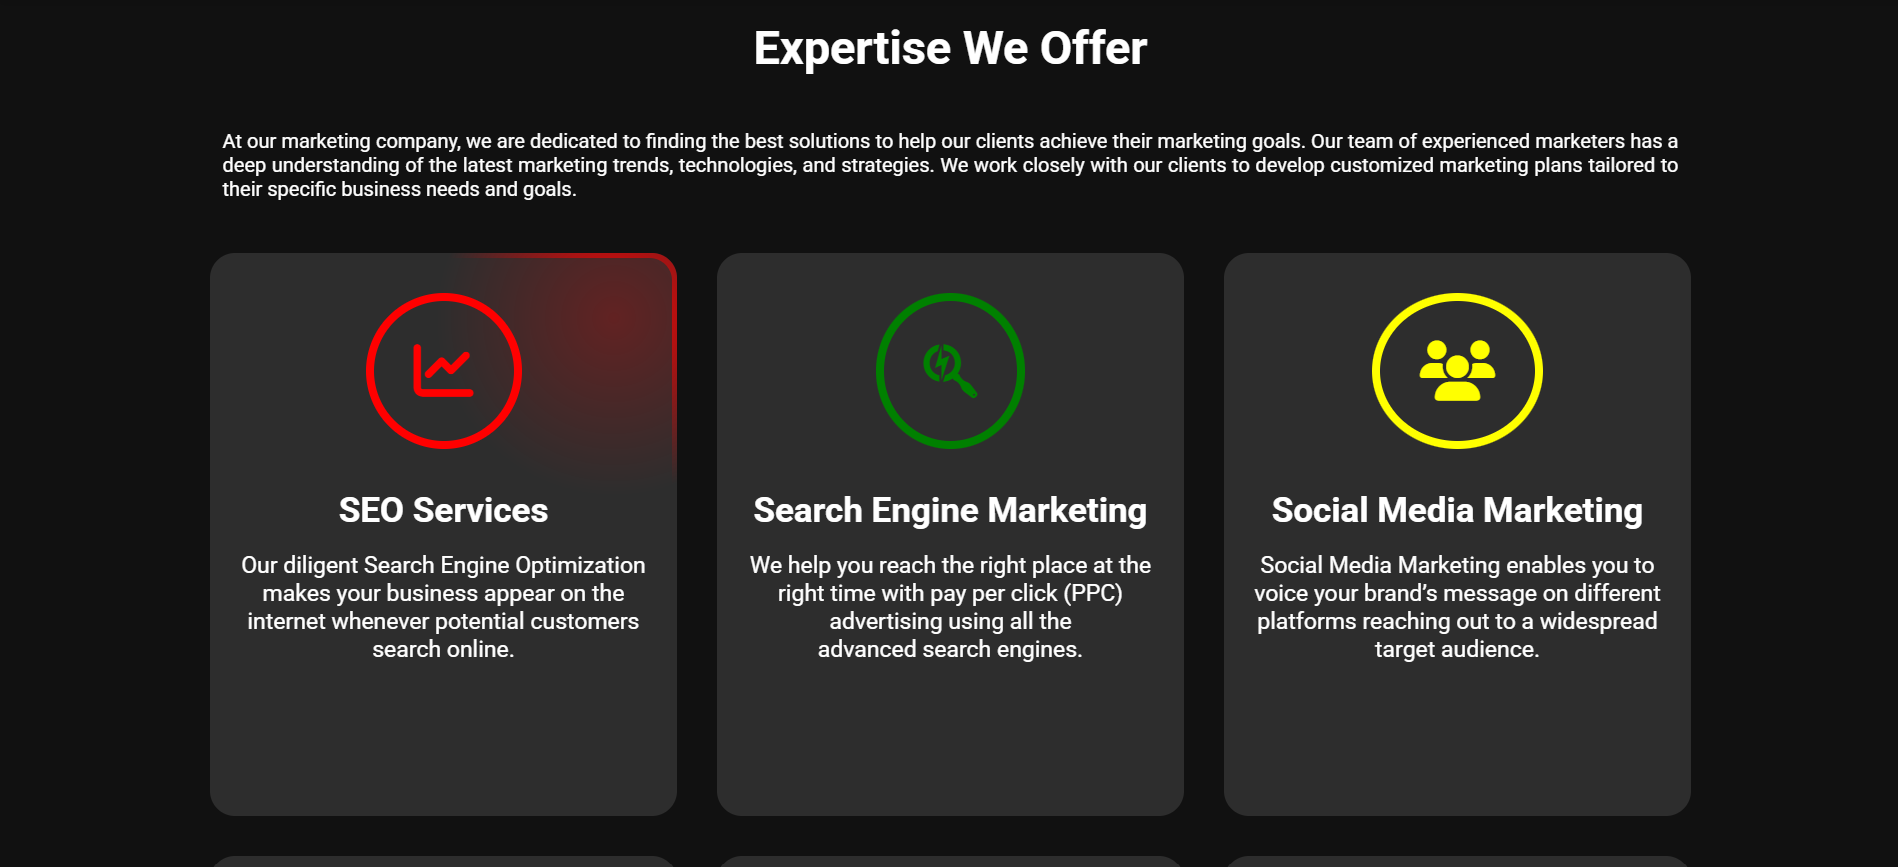 Expertise We Offer
At our marketing company, we are dedicated to finding the best solutions to help our clients achieve their marketing goals. Our team of experienced marketers has a
deep understanding of the latest marketing trends, technologies, and strategies. We work closely with our clients to develop customized marketing plans tailored to
their specific business needs and goals.
SEO Services
Our diligent Search Engine Optimization
makes your business appear on the
internet whenever potential customers
search online.
Search Engine Marketing
We help you reach the right place at the
right time with pay per click (PPC)
advertising using all the
advanced search engines.
Social Media Marketing
Social Media Marketing enables you to
voice your brand’s message on different
platforms reaching out to a widespread
target audience.